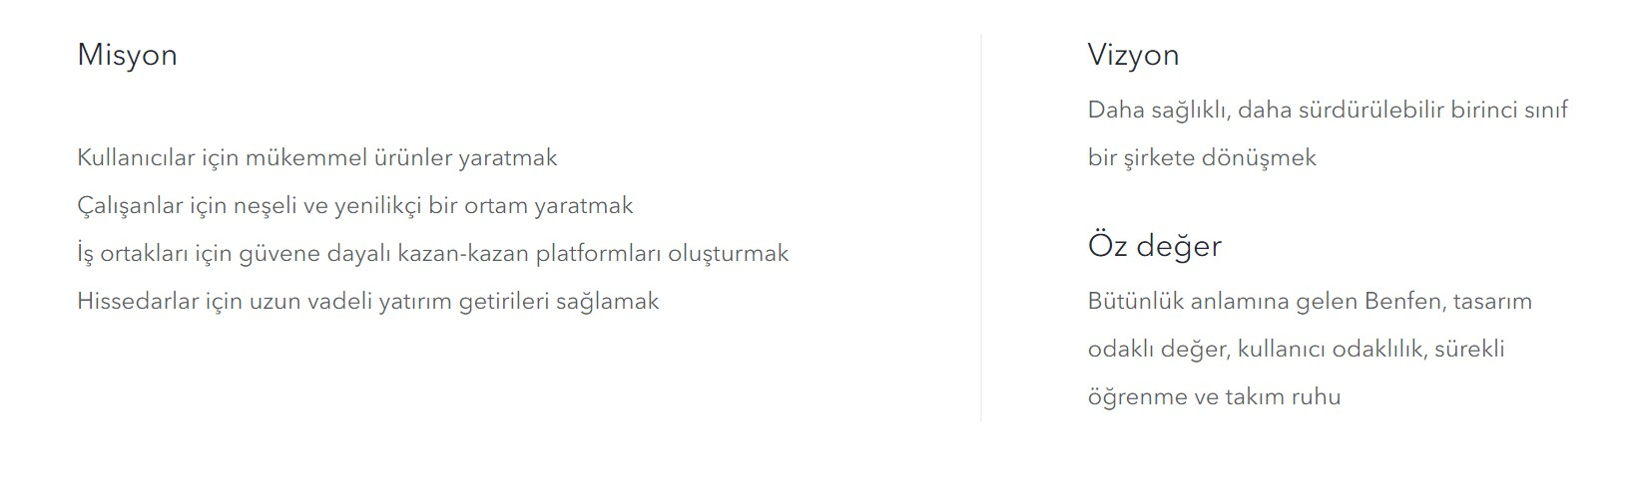 Misyon
Kullanıcılar için mükemmel ürünler yaratmak
Çalışanlar için neşeli ve yenilikçi bir ortam yaratmak
İş ortakları için güvene dayalı kazan-kazan platformları oluşturmak
Hissedarlar için uzun vadeli yatırım getirileri sağlamak
Vizyon
Daha sağlıklı, daha sürdürülebilir birinci sınıf
bir şirkete dönüşmek
Öz değer
Bütünlük anlamına gelen Benfen, tasarım
odaklı değer, kullanıcı odaklılık, sürekli
öğrenme ve takım ruhu